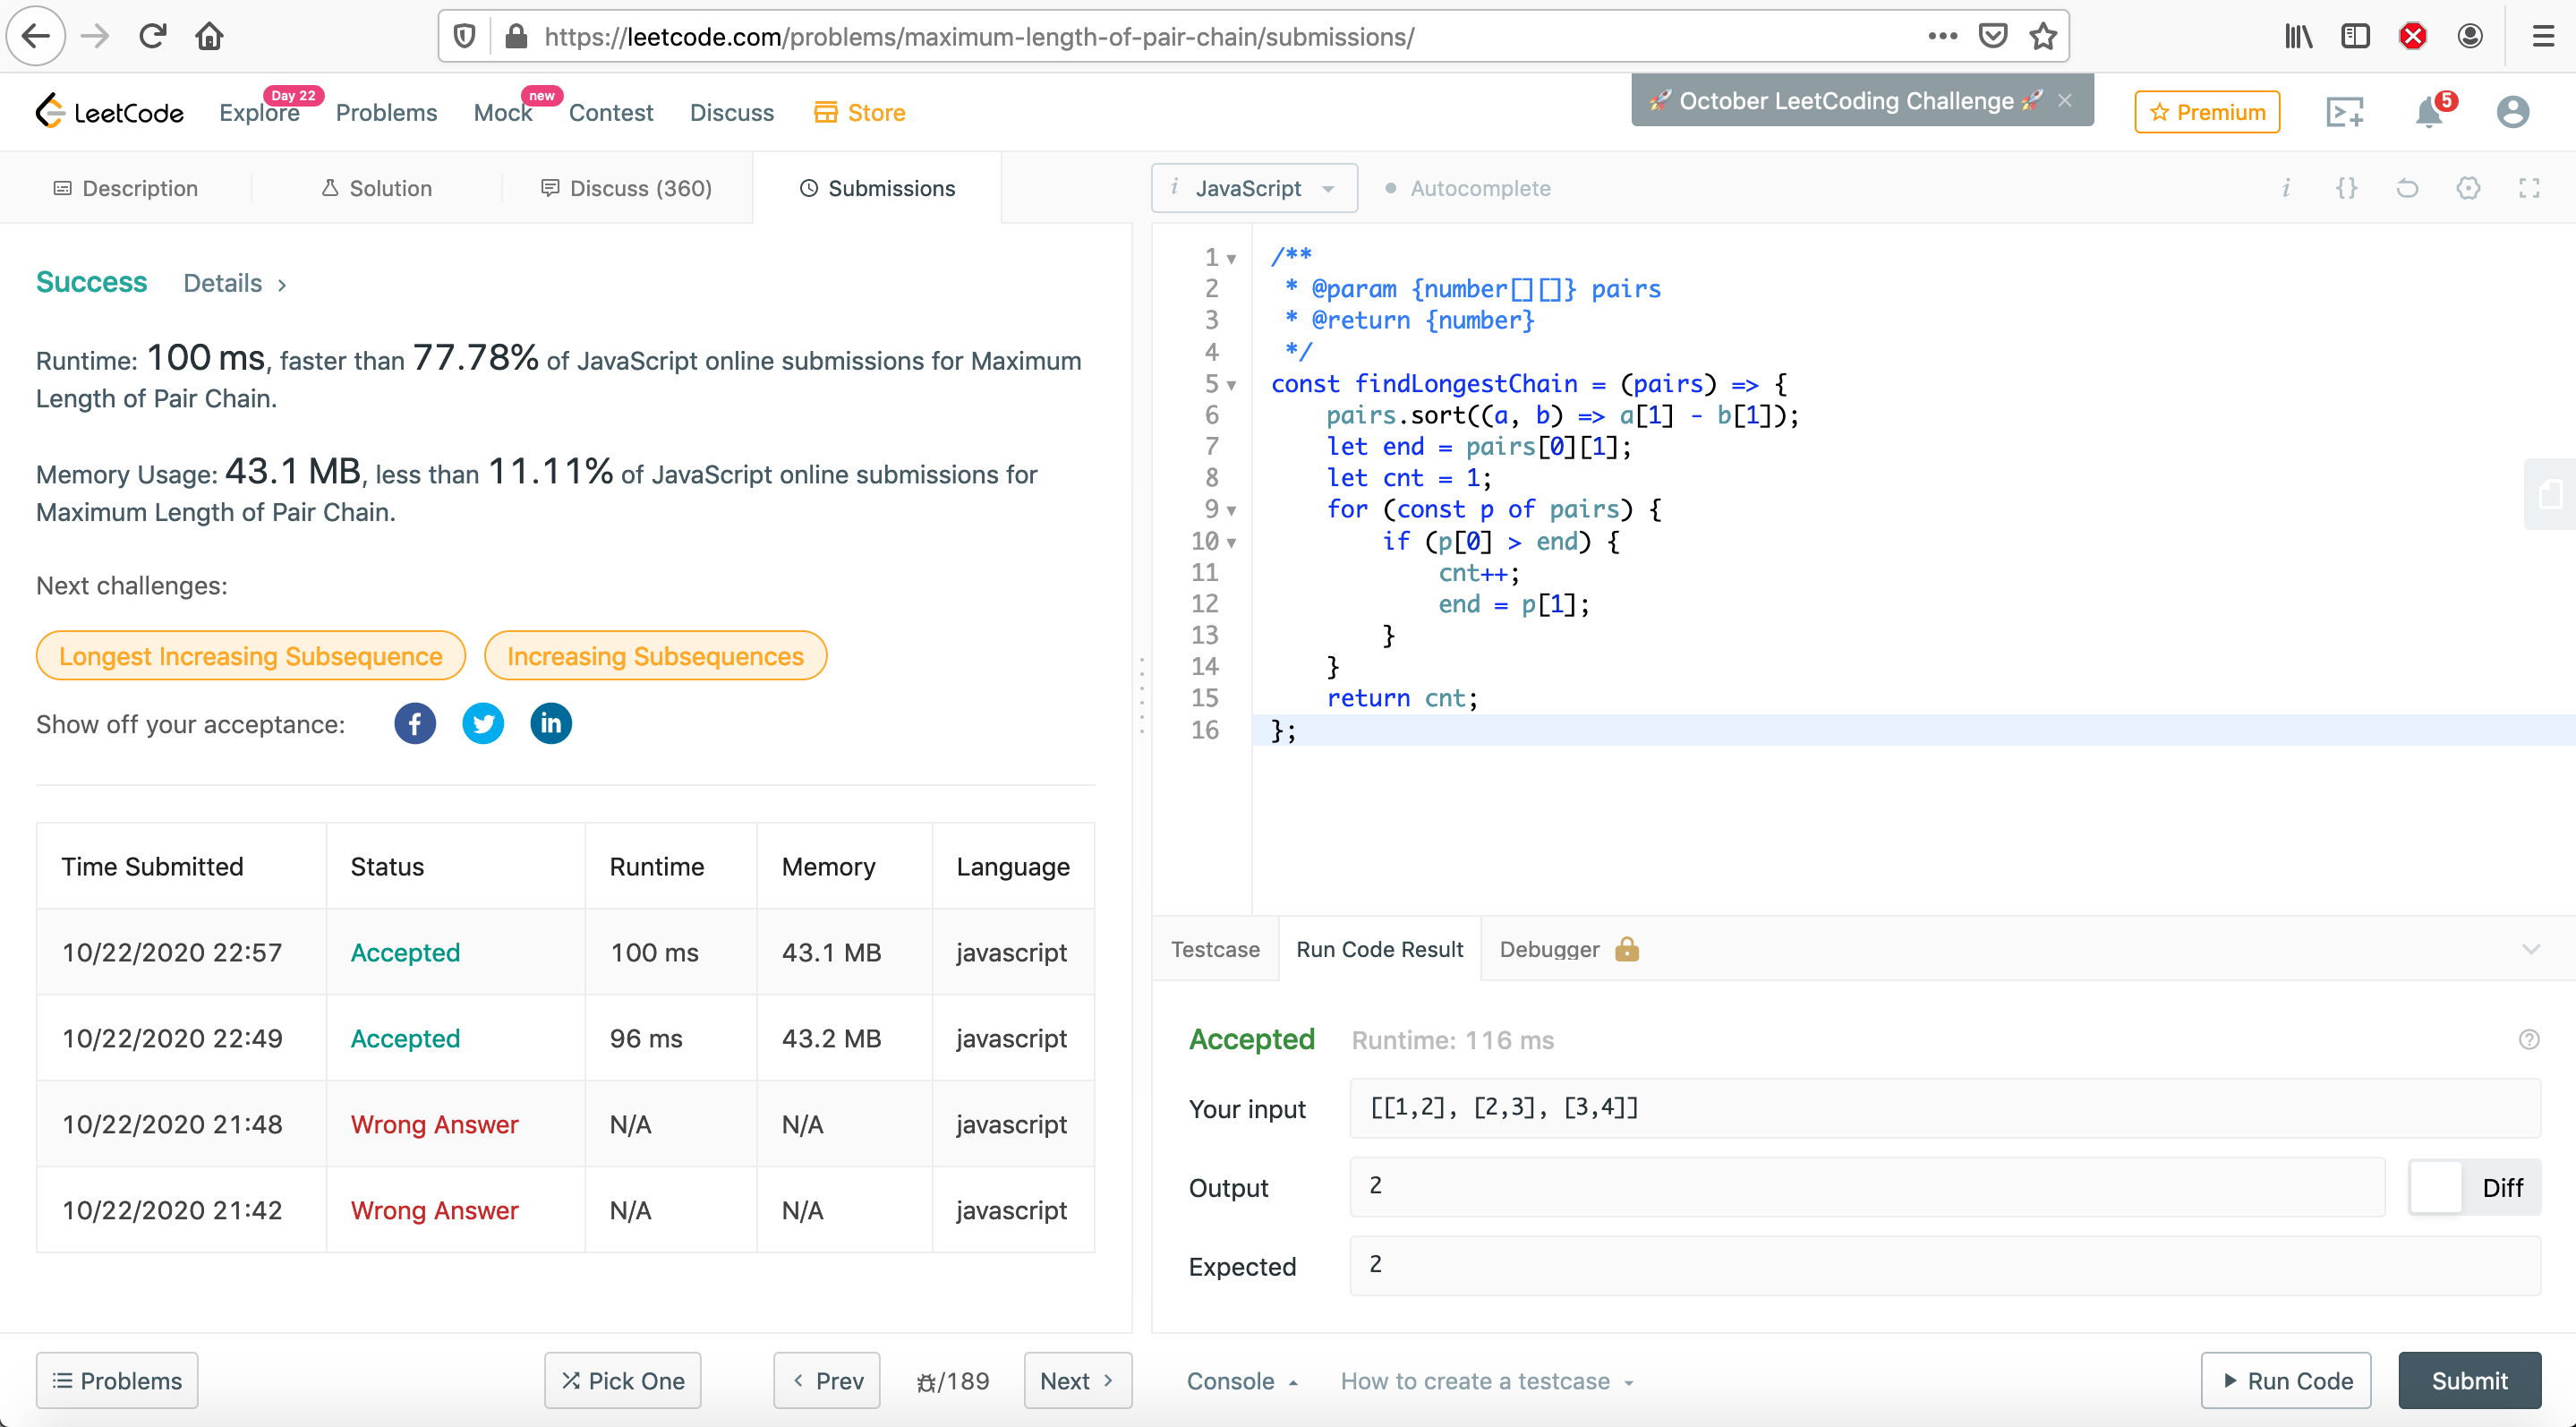 https://leetcode.com/problems/maximum-length-of-pair-chain/submissions/
LeetCode Explore Day 22 Problems Mock new Contest Discuss Store
🚀 October LeetCoding Challenge 🚀 ×
Premium 5
Description Solution Discuss (360) Submissions
i JavaScript Autocomplete i {}
Success Details >
Runtime: 100 ms, faster than 77.78% of JavaScript online submissions for Maximum
Length of Pair Chain.
Memory Usage: 43.1 MB, less than 11.11% of JavaScript online submissions for
Maximum Length of Pair Chain.
Next challenges:
Longest Increasing Subsequence Increasing Subsequences
Show off your acceptance: f in
Time Submitted Status Runtime Memory Language
10/22/2020 22:57 Accepted 100 ms 43.1 MB javascript
10/22/2020 22:49 Accepted 96 ms 43.2 MB javascript
10/22/2020 21:48 Wrong Answer N/A N/A javascript
10/22/2020 21:42 Wrong Answer N/A N/A javascript
1 /**
2  * @param {number[][]} pairs
3  * @return {number}
4  */
5 const findLongestChain = (pairs) => {
6     pairs.sort((a, b) => a[1] - b[1]);
7     let end = pairs[0][1];
8     let cnt = 1;
9     for (const p of pairs) {
10         if (p[0] > end) {
11             cnt++;
12             end = p[1];
13         }
14     }
15     return cnt;
16 };
Testcase Run Code Result Debugger
Accepted Runtime: 116 ms
Your input [[1,2], [2,3], [3,4]]
Output 2 Diff
Expected 2
Problems Pick One < Prev /189 Next >
Console How to create a testcase Run Code Submit